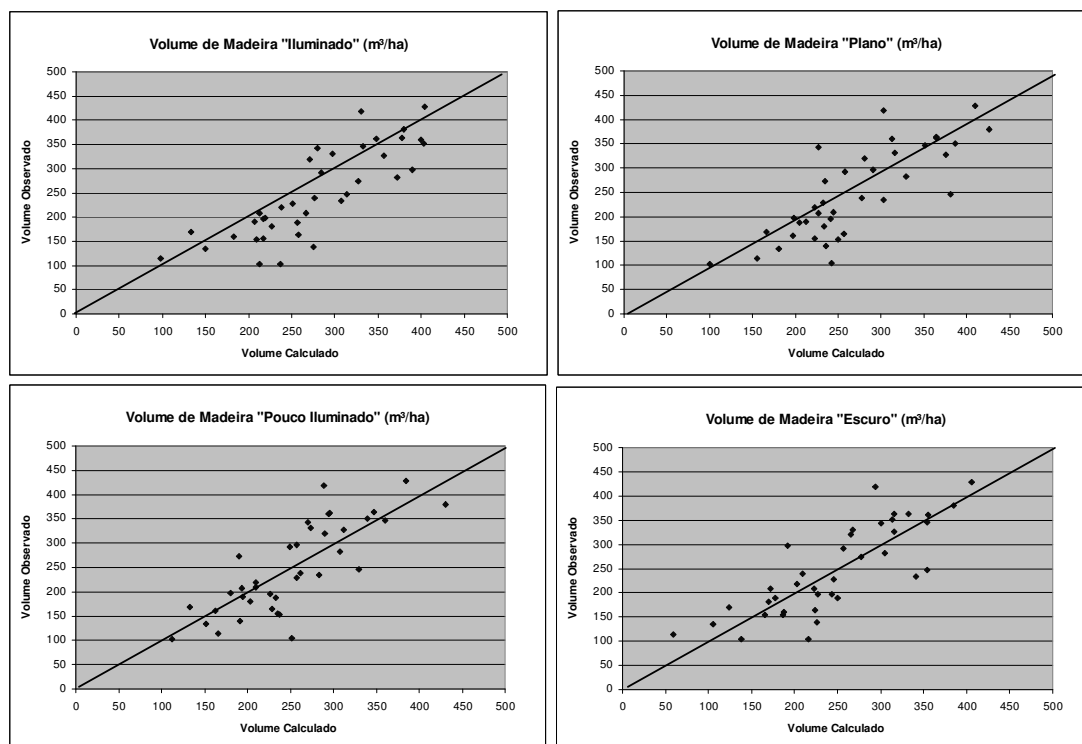 Volume de Madeira "Iluminado" (m³/ha)
500
450
400
350
300
250
200
150
100
50
0
Volume Observado
0 50 100 150 200 250 300 350 400 450 500
Volume Calculado
Volume de Madeira "Plano" (m³/ha)
500
450
400
350
300
250
200
150
100
50
0
Volume Observado
0 50 100 150 200 250 300 350 400 450 500
Volume Calculado
Volume de Madeira "Pouco Iluminado" (m³/ha)
500
450
400
350
300
250
200
150
100
50
0
Volume Observado
0 50 100 150 200 250 300 350 400 450 500
Volume Calculado
Volume de Madeira "Escuro" (m³/ha)
500
450
400
350
300
250
200
150
100
50
0
Volume Observado
0 50 100 150 200 250 300 350 400 450 500
Volume Calculado